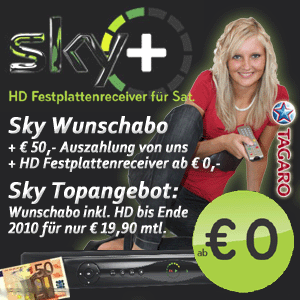 sky+
HD Festplattenreceiver für Sat.
Sky Wunschabo
+ € 50,- Auszahlung von uns
+ HD Festplattenreceiver ab € 0,-
TAGARO
Sky Topangebot:
Wunschabo inkl. HD bis Ende
2010 für nur € 19,90 mtl.
ab € 0
50